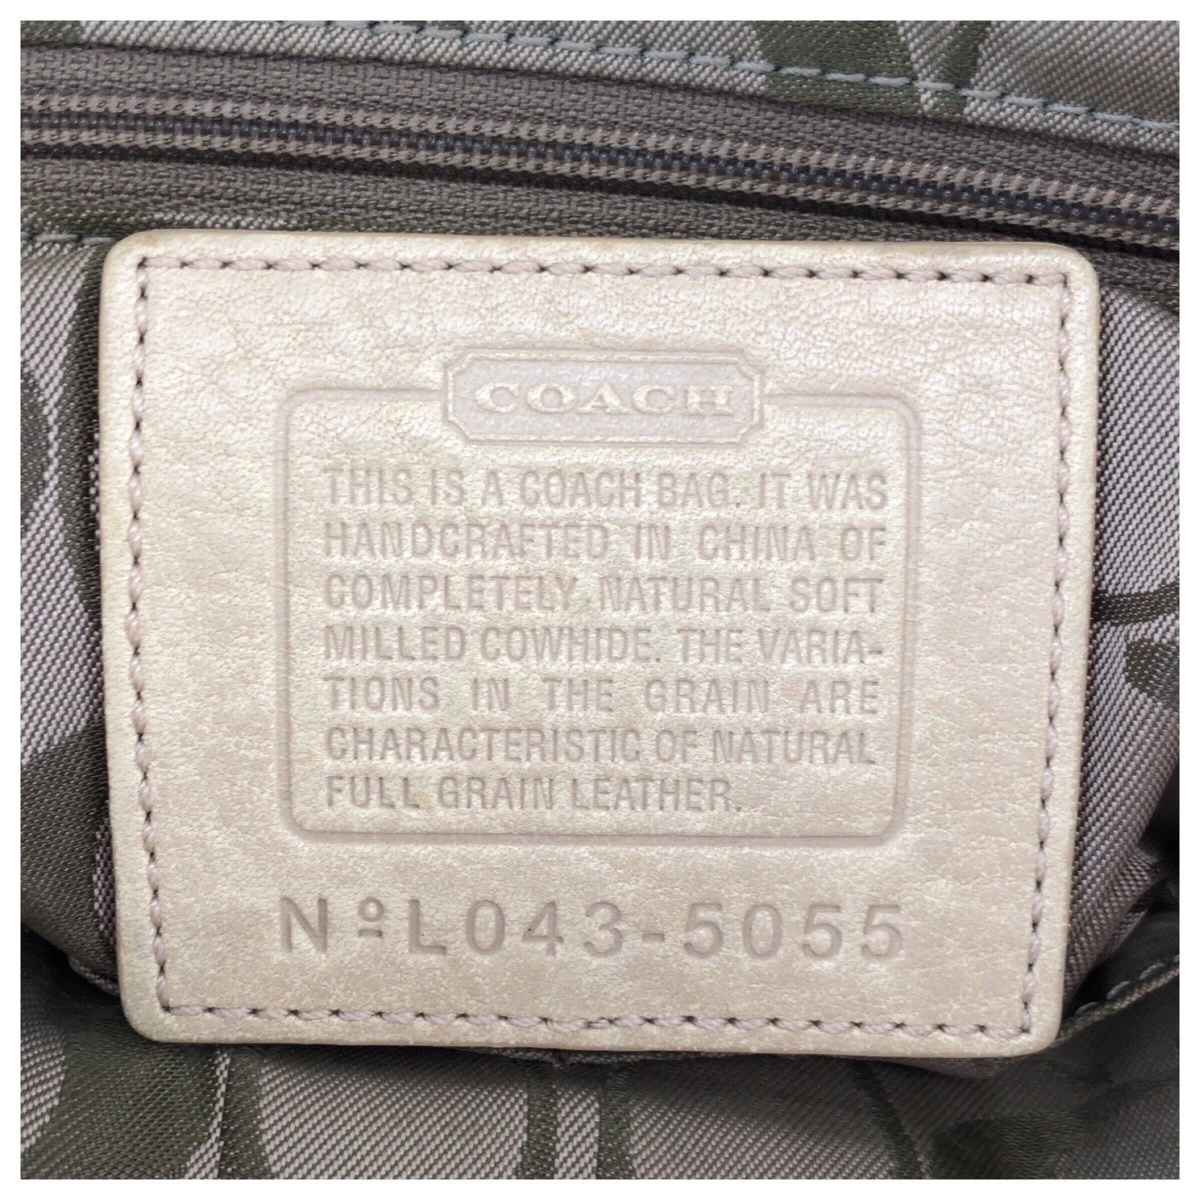 COACH
THIS IS A COACH BAG. IT WAS
HANDCRAFTED IN CHINA OF
COMPLETELY NATURAL SOFT
MILLED COWHIDE. THE VARIA-
TIONS IN THE GRAIN ARE
CHARACTERISTIC OF NATURAL
FULL GRAIN LEATHER.
Nº L043-5055